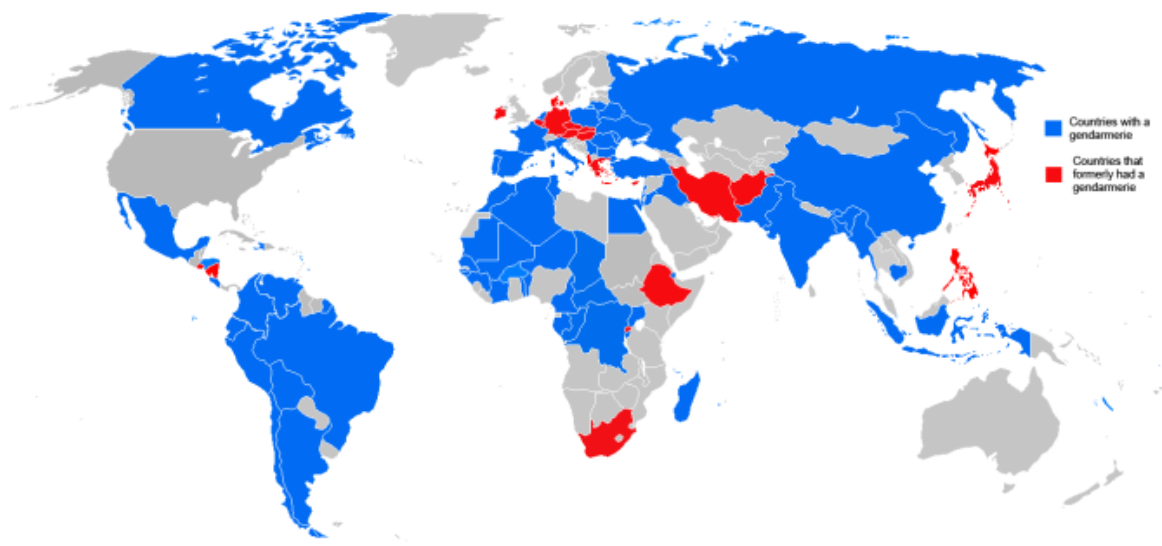 Countries with a
gendarmerie
Countries that
formerly had a
gendarmerie